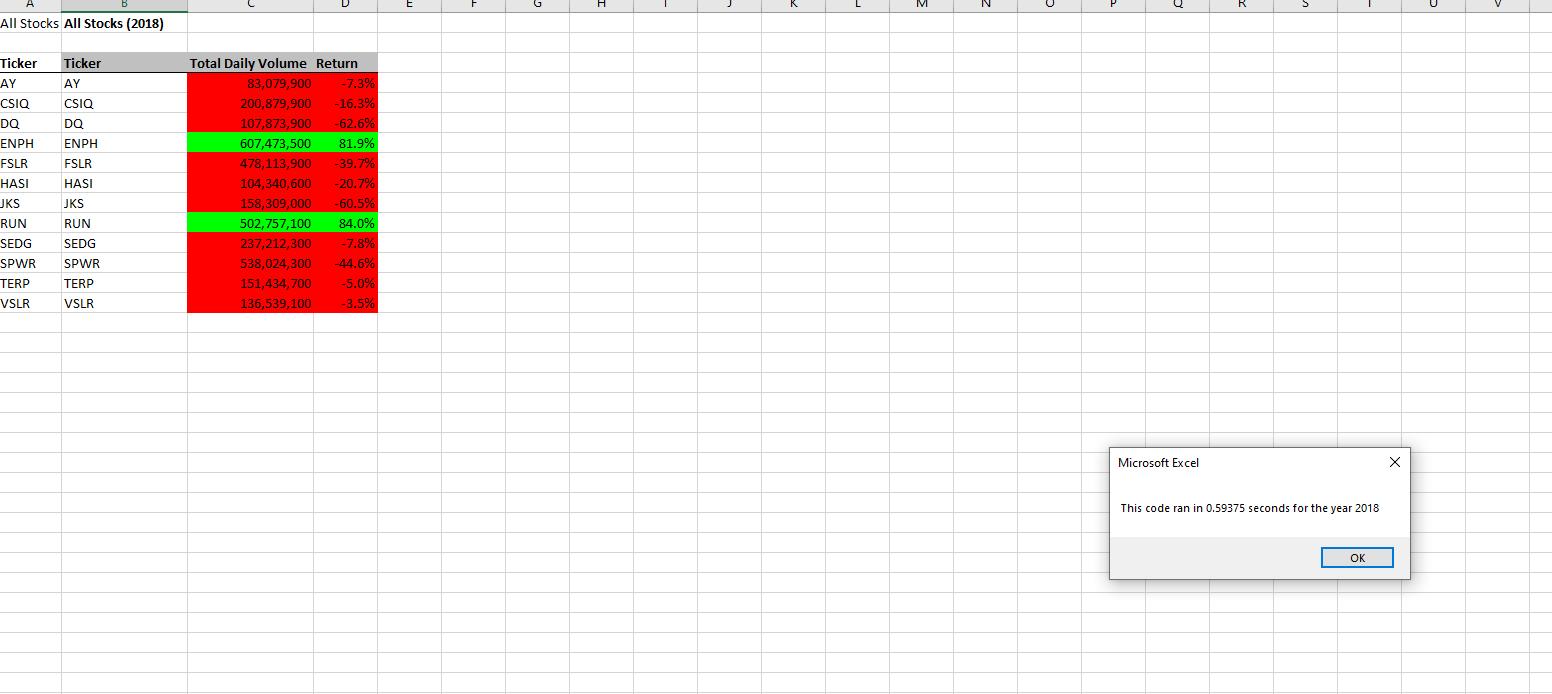 A B C D E F G H I J K L M N O P Q R S T U V
All Stocks All Stocks (2018)
Ticker Ticker Total Daily Volume Return
AY AY 83,079,900 -7.3%
CSIQ CSIQ 200,879,900 -16.3%
DQ DQ 107,873,900 -62.6%
ENPH ENPH 607,473,500 81.9%
FSLR FSLR 478,113,900 -39.7%
HASI HASI 104,340,600 -20.7%
JKS JKS 158,309,000 -60.5%
RUN RUN 502,757,100 84.0%
SEDG SEDG 237,212,300 -7.8%
SPWR SPWR 538,024,300 -44.6%
TERP TERP 151,434,700 -5.0%
VSLR VSLR 136,539,100 -3.5%
Microsoft Excel
This code ran in 0.59375 seconds for the year 2018
OK